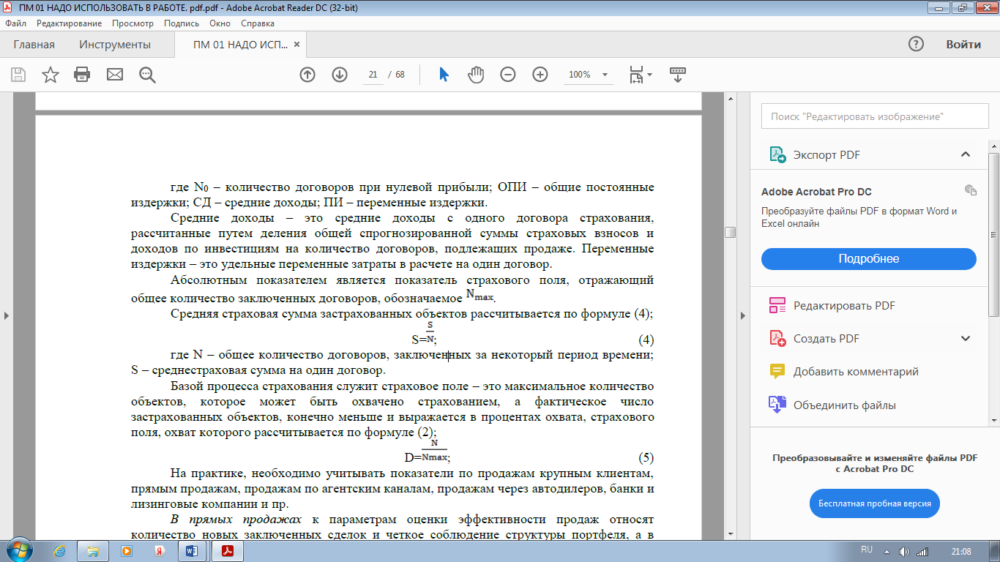 ПМ 01 НАДО ИСПОЛЬЗОВАТЬ В РАБОТЕ. pdf.pdf - Adobe Acrobat Reader DC (32-bit)
Файл Редактирование Просмотр Подпись Окно Справка
Главная Инструменты ПМ 01 НАДО ИСП... × ? Войти
21 / 68 100%
где N₀ – количество договоров при нулевой прибыли; ОПИ – общие постоянные
издержки; СД – средние доходы; ПИ – переменные издержки.
Средние доходы – это средние доходы с одного договора страхования,
рассчитанные путем деления общей спрогнозированной суммы страховых взносов и
доходов по инвестициям на количество договоров, подлежащих продаже. Переменные
издержки – это удельные переменные затраты в расчете на один договор.
Абсолютным показателем является показатель страхового поля, отражающий
общее количество заключенных договоров, обозначаемое Nmax.
Средняя страховая сумма застрахованных объектов рассчитывается по формуле (4);
S=S/N; (4)
где N – общее количество договоров, заключенных за некоторый период времени;
S – среднестраховая сумма на один договор.
Базой процесса страхования служит страховое поле – это максимальное количество
объектов, которое может быть охвачено страхованием, а фактическое число
застрахованных объектов, конечно меньше и выражается в процентах охвата, страхового
поля, охват которого рассчитывается по формуле (2);
D=N/Nmax; (5)
На практике, необходимо учитывать показатели по продажам крупным клиентам,
прямым продажам, продажам по агентским каналам, продажам через автодилеров, банки и
лизинговые компании и пр.
В прямых продажах к параметрам оценки эффективности продаж относят
количество новых заключенных сделок и четкое соблюдение структуры портфеля, а в
Поиск "Редактировать изображение"
Экспорт PDF
Adobe Acrobat Pro DC
Преобразуйте файлы PDF в формат Word и
Excel онлайн
Подробнее
Редактировать PDF
Создать PDF
Добавить комментарий
Объединить файлы
Преобразовывайте и изменяйте файлы PDF
с Acrobat Pro DC
Бесплатная пробная версия
RU 21:08